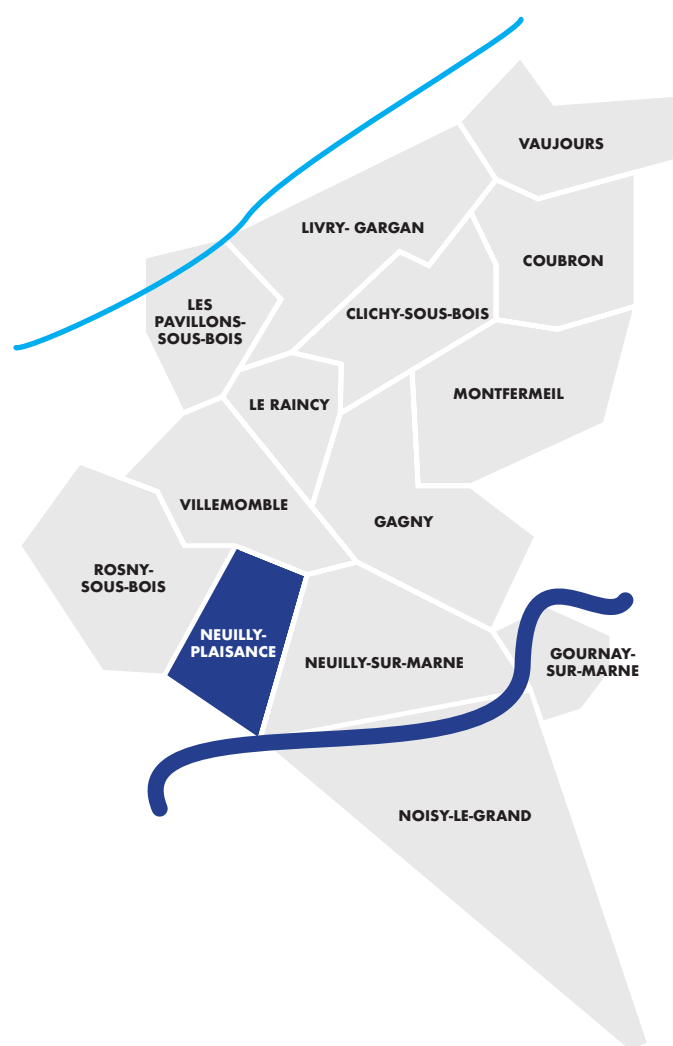 VAUJOURS
LIVRY- GARGAN
COUBRON
LES
PAVILLONS-
SOUS-BOIS
CLICHY-SOUS-BOIS
MONTFERMEIL
LE RAINCY
VILLEMOMBLE
GAGNY
ROSNY-
SOUS-BOIS
NEUILLY-
PLAISANCE
NEUILLY-SUR-MARNE
GOURNAY-
SUR-MARNE
NOISY-LE-GRAND